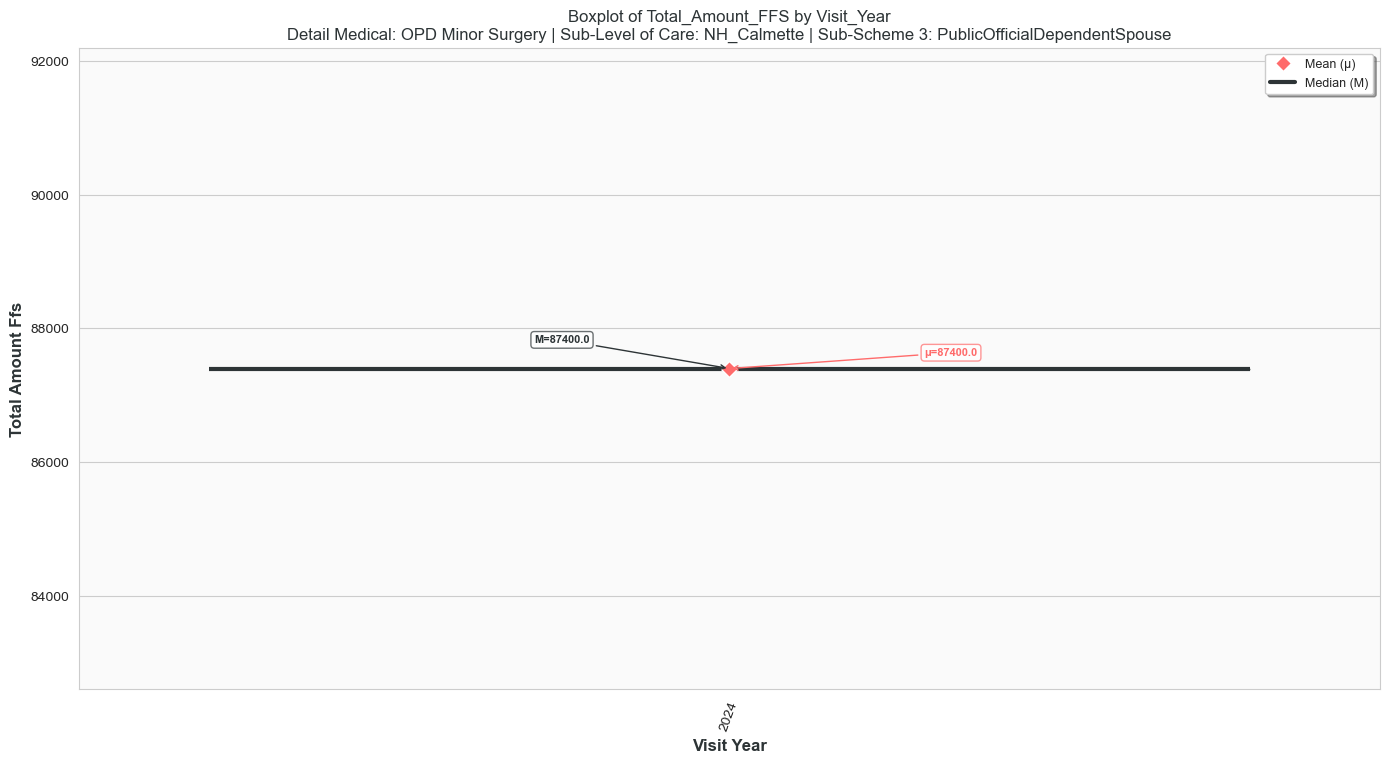 Boxplot of Total_Amount_FFS by Visit_Year
Detail Medical: OPD Minor Surgery | Sub-Level of Care: NH_Calmette | Sub-Scheme 3: PublicOfficialDependentSpouse
Mean (μ)
Median (M)
Total Amount Ffs
92000
90000
88000
86000
84000
M=87400.0
μ=87400.0
2024
Visit Year